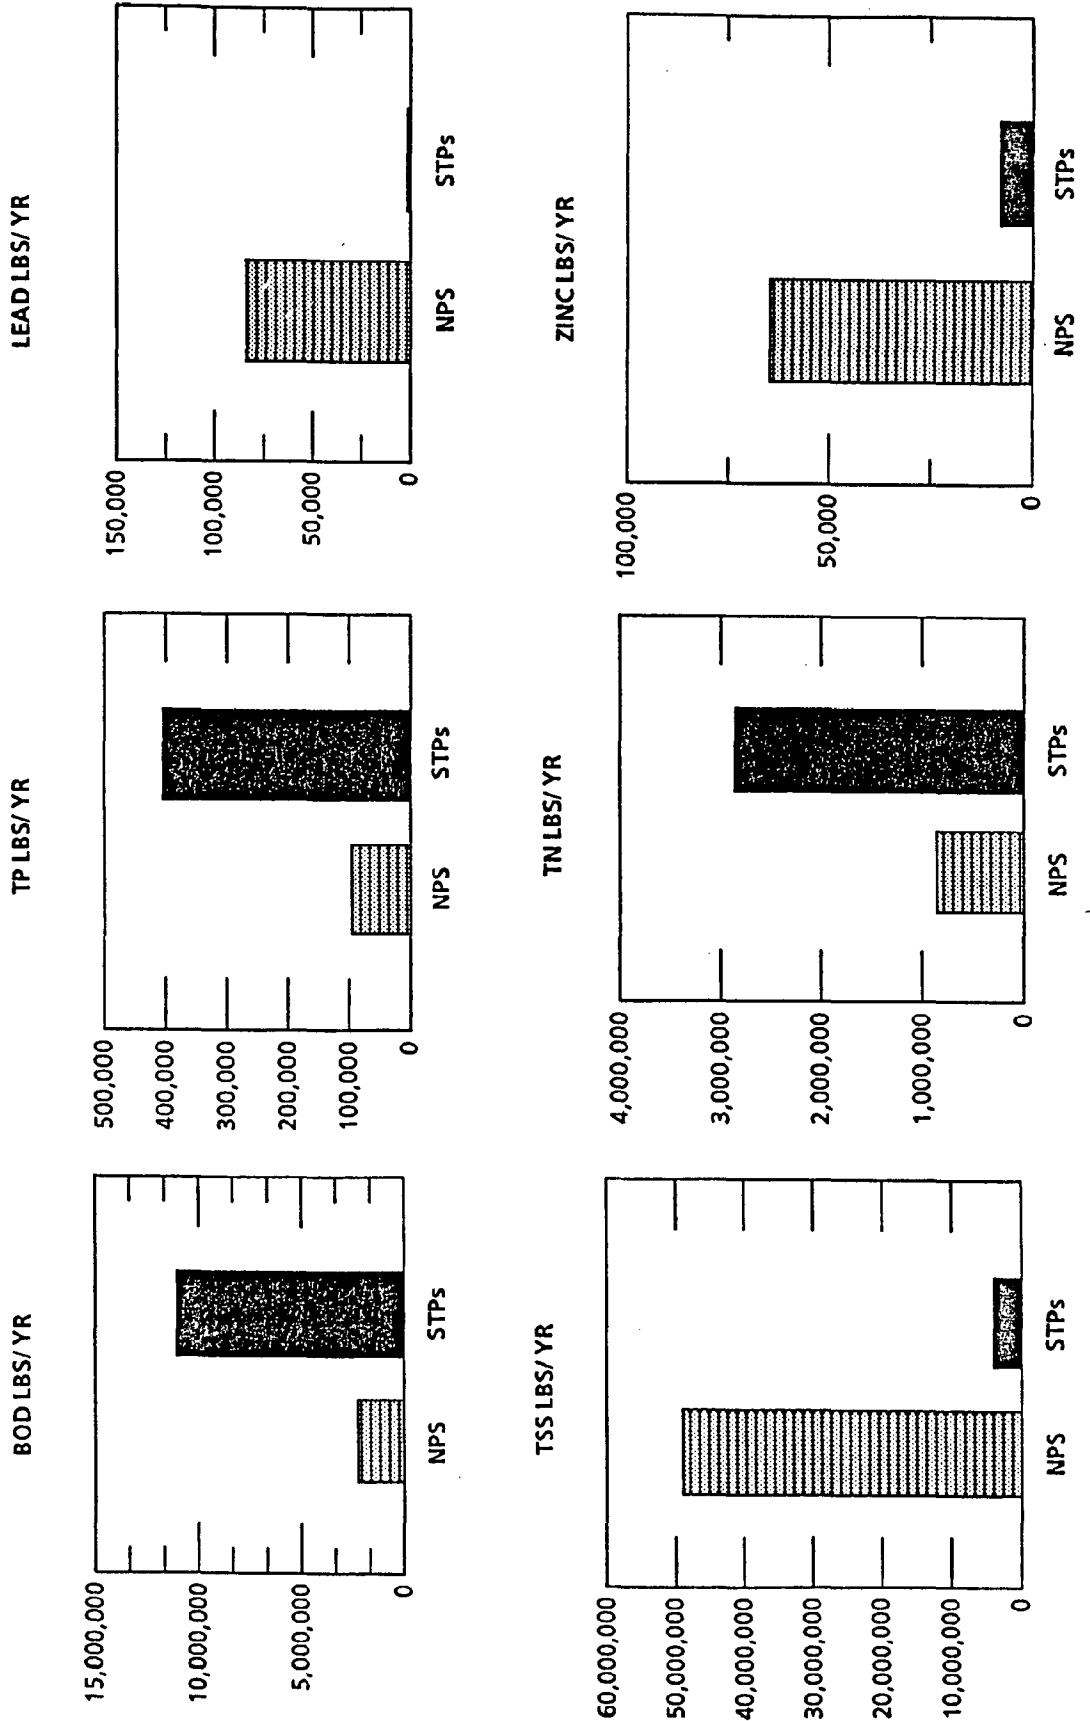 BOD LBS/YR
15,000,000
10,000,000
5,000,000
0
NPS STPs
TP LBS/YR
500,000
400,000
300,000
200,000
100,000
0
NPS STPs
LEAD LBS/YR
150,000
100,000
50,000
0
NPS STPs
TSS LBS/YR
60,000,000
50,000,000
40,000,000
30,000,000
20,000,000
10,000,000
0
NPS STPs
TN LBS/YR
4,000,000
3,000,000
2,000,000
1,000,000
0
NPS STPs
ZINC LBS/YR
100,000
50,000
0
NPS STPs